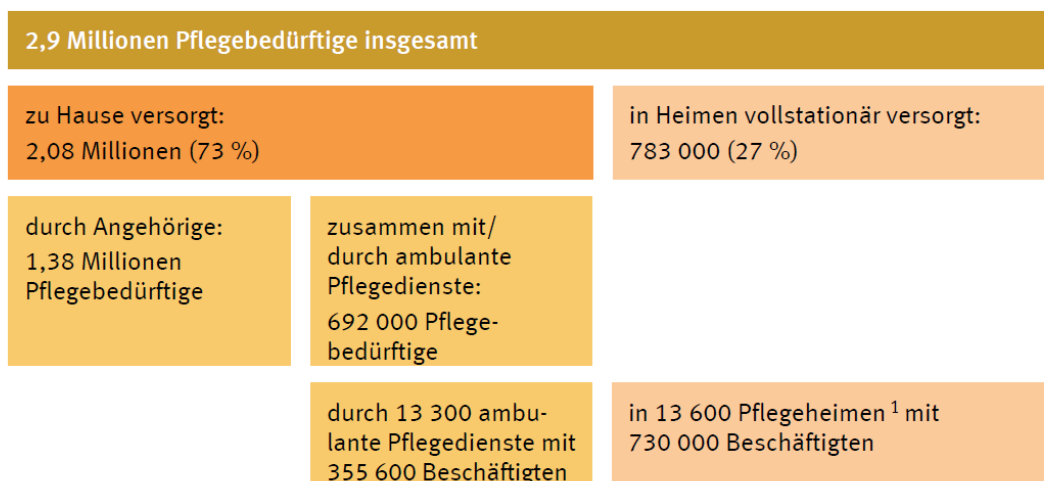 2,9 Millionen Pflegebedürftige insgesamt
zu Hause versorgt:
2,08 Millionen (73 %)
in Heimen vollstationär versorgt:
783 000 (27 %)
durch Angehörige:
1,38 Millionen
Pflegebedürftige
zusammen mit/
durch ambulante
Pflegedienste:
692 000 Pflege-
bedürftige
durch 13 300 ambu-
lante Pflegedienste mit
355 600 Beschäftigten
in 13 600 Pflegeheimen ¹ mit
730 000 Beschäftigten